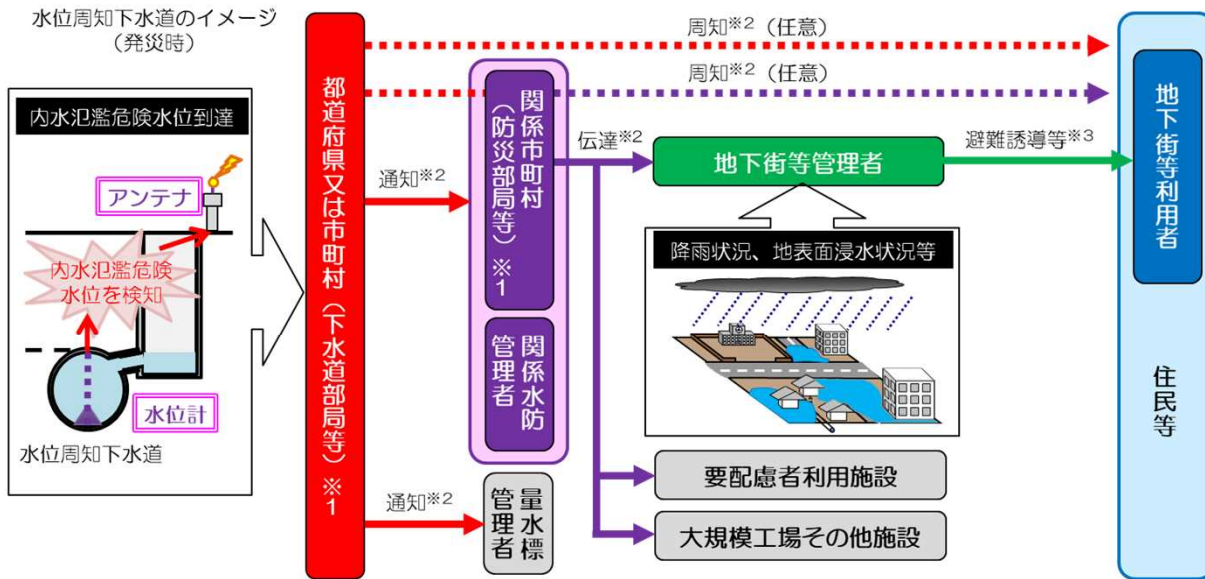 水位周知下水道のイメージ
（発災時）
内水氾濫危険水位到達
アンテナ
内水氾濫危険
水位を検知
水位計
水位周知下水道
都道府県又は市町村（下水道部局等）※1
通知※2
通知※2
周知※2（任意）
周知※2（任意）
関係市町村
（防災部局等）※1
関係水防
管理者
量水標
管理者
伝達※2
地下街等管理者
避難誘導等※3
降雨状況、地表面浸水状況等
要配慮者利用施設
大規模工場その他施設
地下街等利用者
住民等